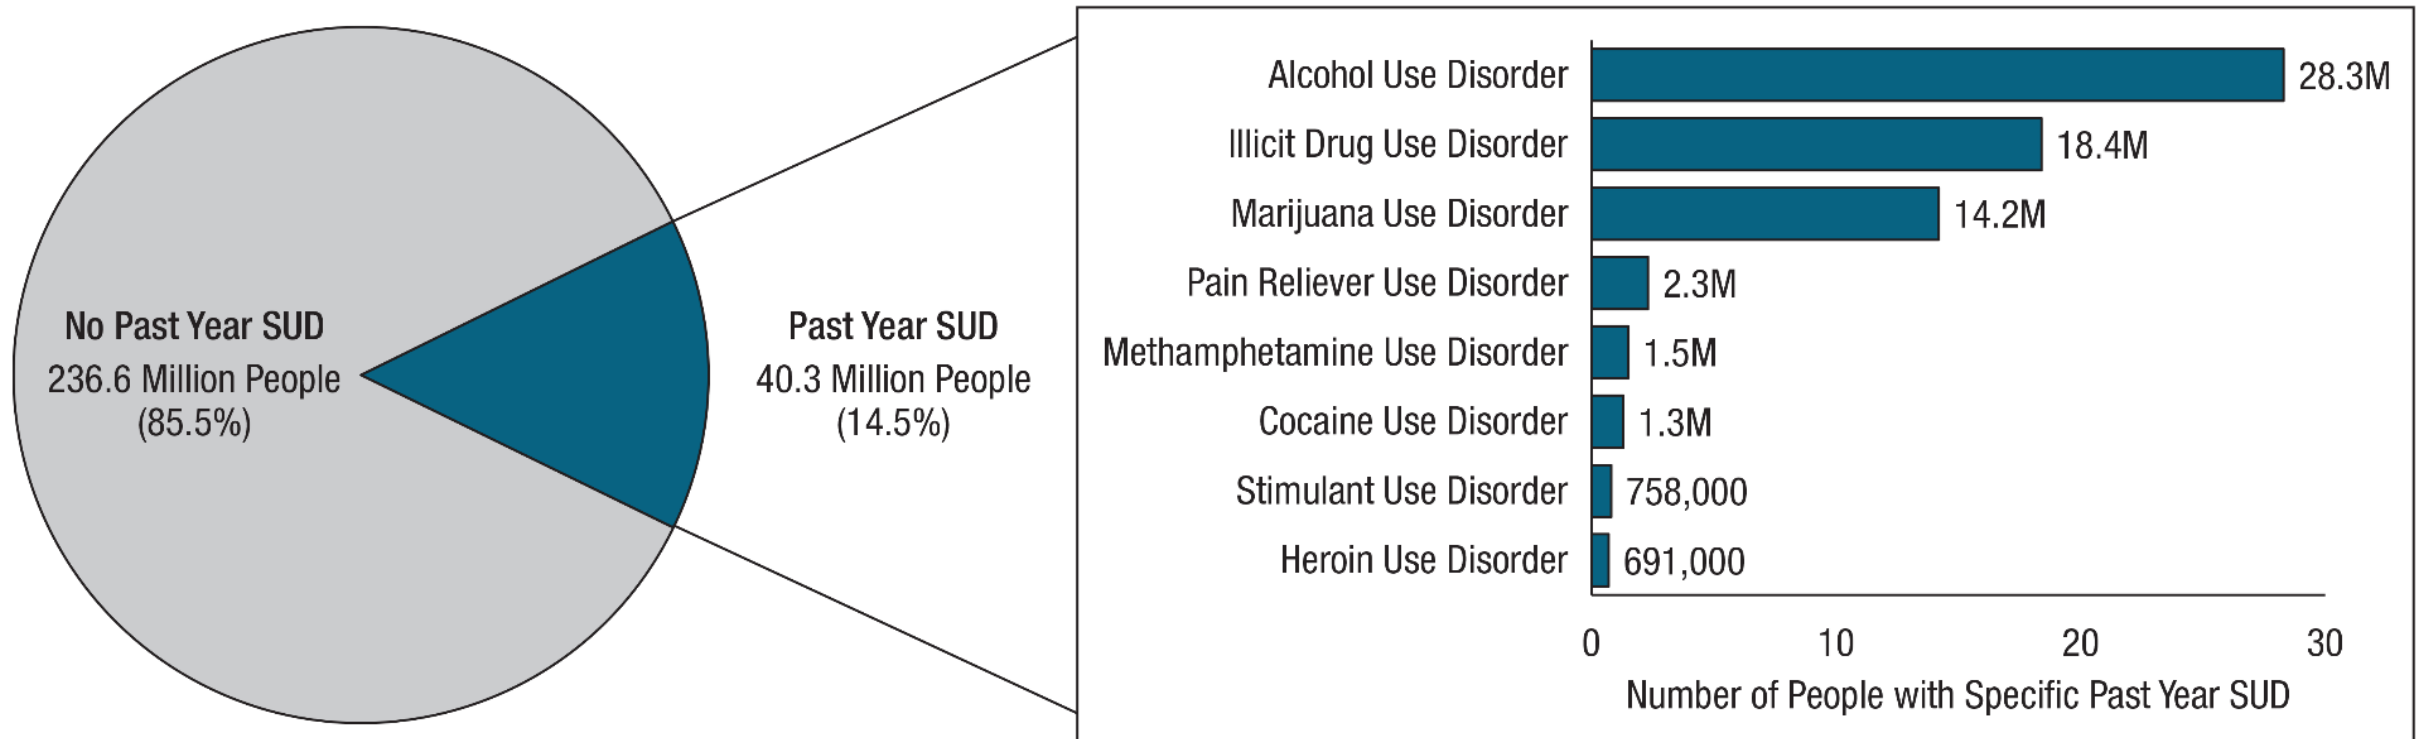 No Past Year SUD
236.6 Million People
(85.5%)
Past Year SUD
40.3 Million People
(14.5%)
Alcohol Use Disorder 28.3M
Illicit Drug Use Disorder 18.4M
Marijuana Use Disorder 14.2M
Pain Reliever Use Disorder 2.3M
Methamphetamine Use Disorder 1.5M
Cocaine Use Disorder 1.3M
Stimulant Use Disorder 758,000
Heroin Use Disorder 691,000
0 10 20 30
Number of People with Specific Past Year SUD